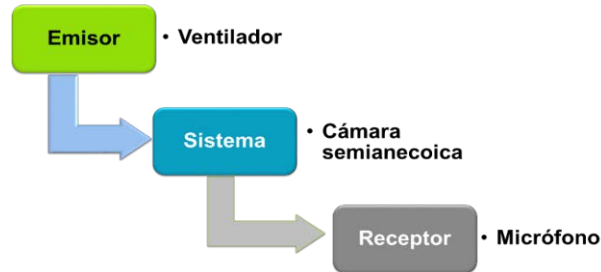 Emisor
• Ventilador
Sistema
• Cámara
semianecoica
Receptor
• Micrófono